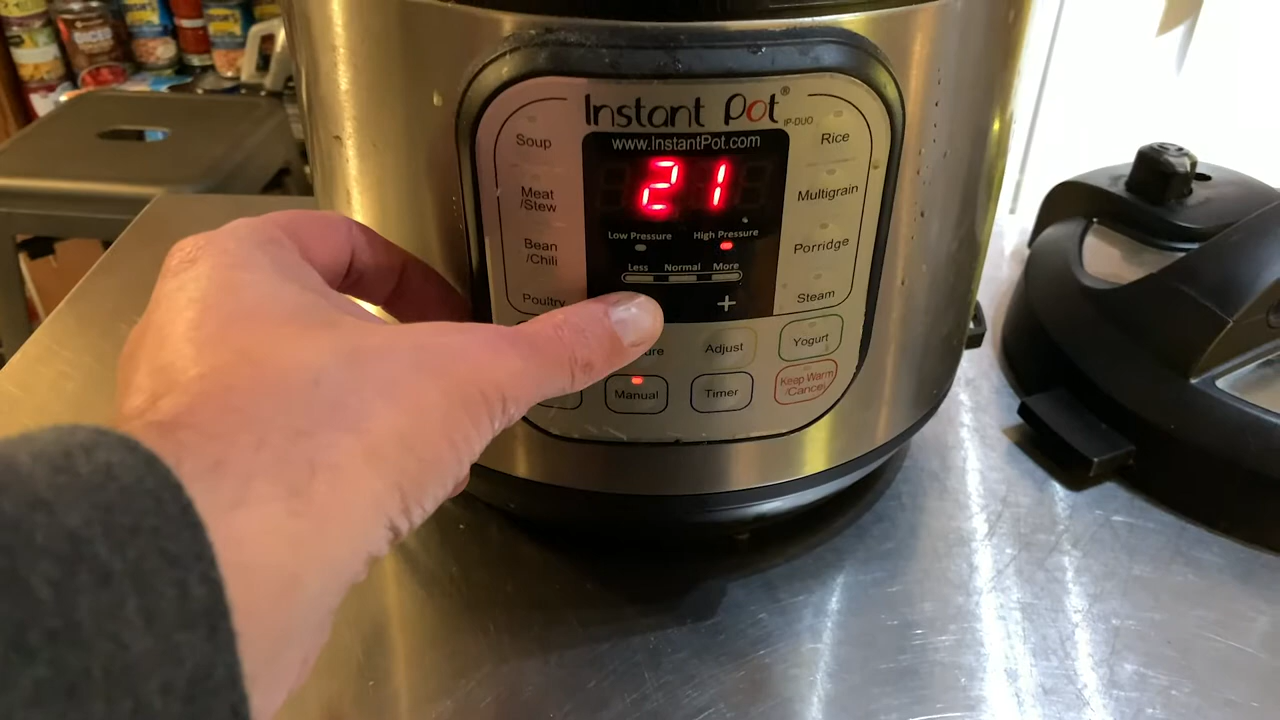 Instant Pot®
IP-DUO
www.InstantPot.com
21
Low Pressure
High Pressure
Less
Normal
More
+
Soup
Meat
/Stew
Bean
/Chili
Poultry
Rice
Multigrain
Porridge
Steam
ure
Adjust
Yogurt
Manual
Timer
Keep Warm
/Cancel